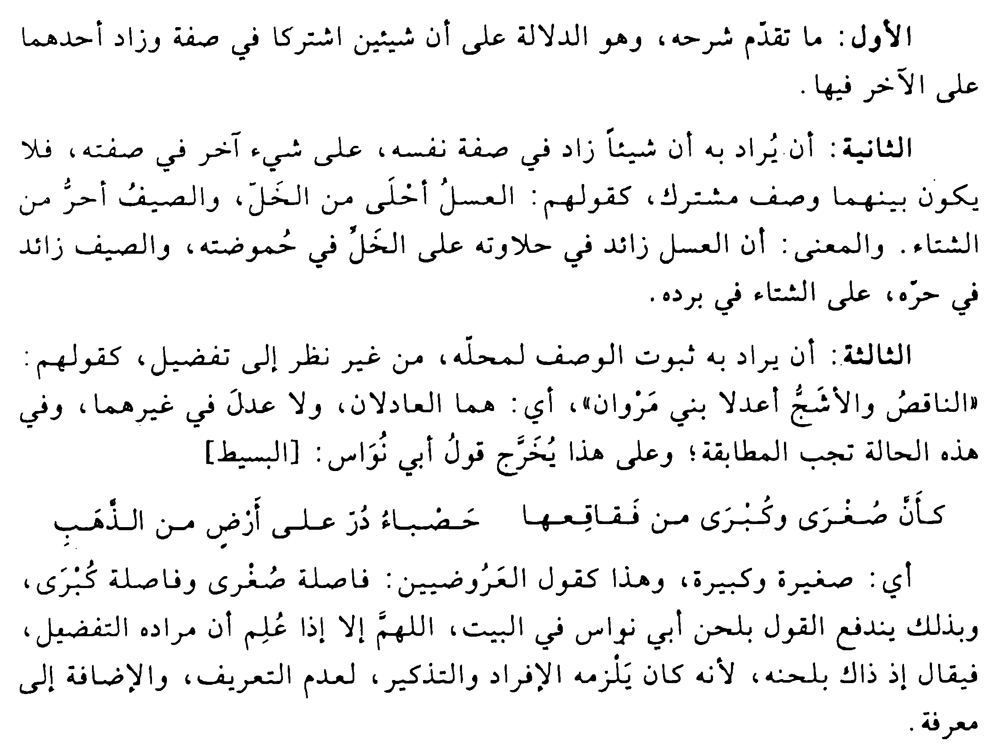 الأول: ما تقدّم شرحه، وهو الدلالة على أن شيئين اشتركا في صفة وزاد أحدهما
على الآخر فيها.
الثانية: أن يُراد به أن شيئاً زاد في صفة نفسه، على شيء آخر في صفته، فلا
يكون بينهما وصف مشترك، كقولهم: العسلُ أحْلَى من الخَلّ، والصيفُ أحرُّ من
الشتاء. والمعنى: أن العسل زائد في حلاوته على الخَلِّ في حُموضته، والصيف زائد
في حرّه، على الشتاء في برده.
الثالثة: أن يراد به ثبوت الوصف لمحلّه، من غير نظر إلى تفضيل، كقولهم:
«الناقصُ والأشَجُّ أعدلا بني مَرْوان»، أي: هما العادلان، ولا عدلَ في غيرهما، وفي
هذه الحالة تجب المطابقة؛ وعلى هذا يُخَرَّج قولُ أبي نُوَاس: [البسيط]
كأَنَّ صُغْرَى وكُبْرَى من فَقاقِعها حَصْباءُ دُرّ على أَرْضٍ من الذَّهَبِ
أي: صغيرة وكبيرة، وهذا كقول العَرُوضيين: فاصلة صُغْرى وفاصلة كُبْرَى،
وبذلك يندفع القول بلحن أبي نواس في البيت، اللهمَّ إلا إذا عُلِم أن مراده التفضيل،
فيقال إذ ذاك بلحنه، لأنه كان يَلْزمه الإفراد والتذكير، لعدم التعريف، والإضافة إلى
معرفة.